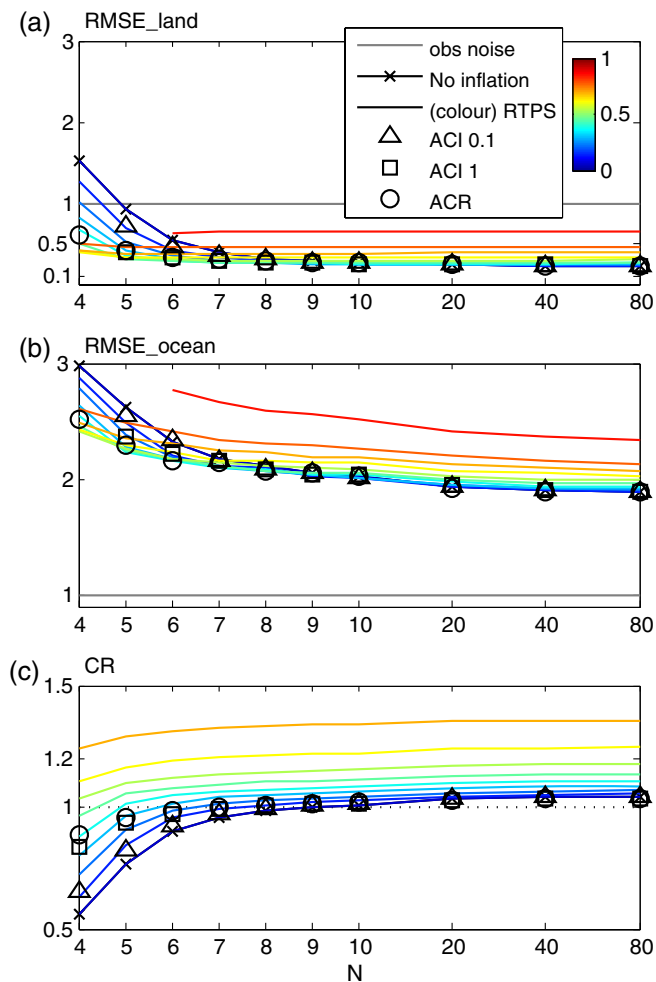 (a) RMSE_land
3
2
1
0.5
0.1
4 5 6 7 8 9 10 20 40 80
obs noise
No inflation
(colour) RTPS
ACI 0.1
ACI 1
ACR
1
0.5
0
(b) RMSE_ocean
3
2
1
4 5 6 7 8 9 10 20 40 80
(c) CR
1.5
1.2
1
0.5
4 5 6 7 8 9 10 20 40 80
N